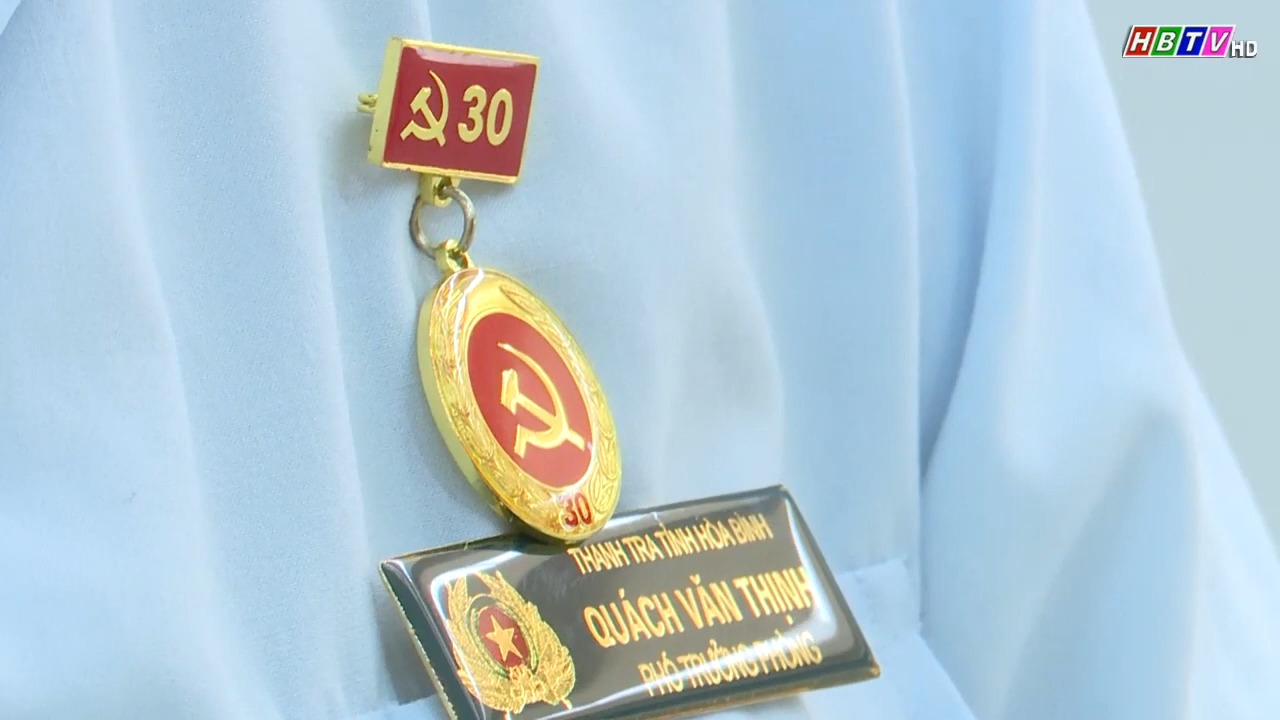 HBTV HD
30
30
THANH TRA TỈNH HÒA BÌNH
QUÁCH VĂN THỊNH
PHÓ TRƯỞNG PHÒNG